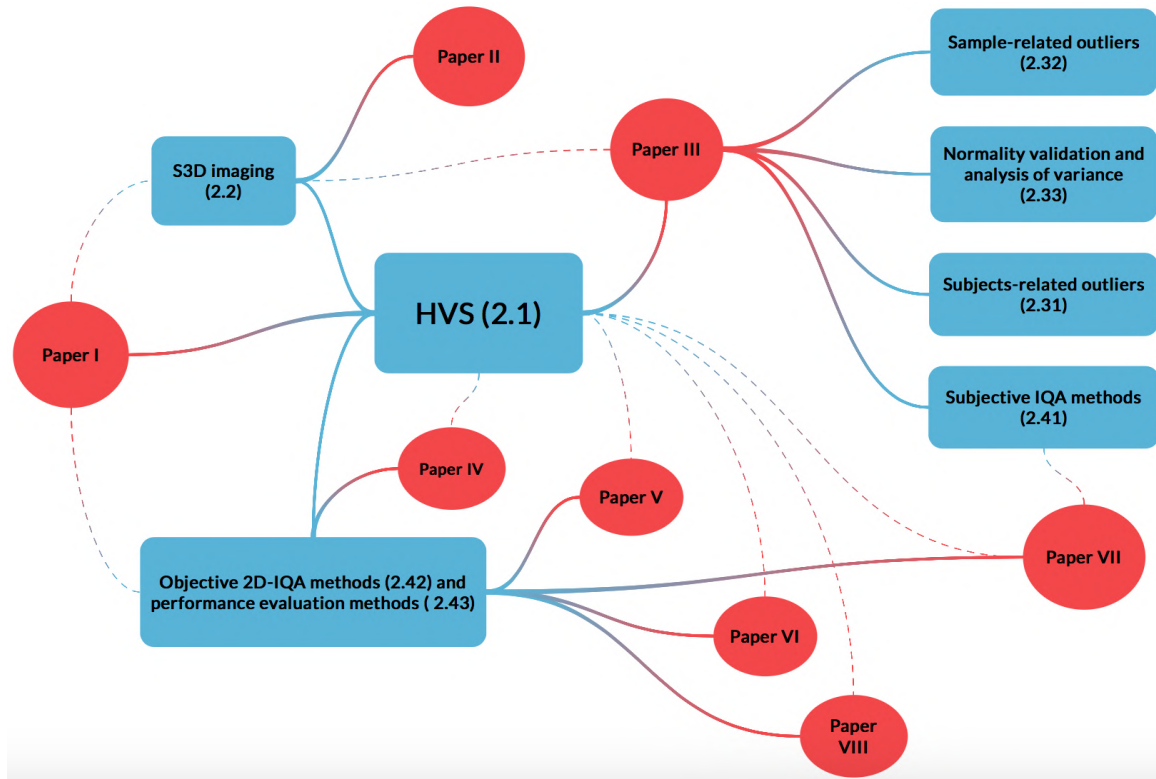 Paper II
Sample-related outliers
(2.32)
Paper III
S3D imaging
(2.2)
Normality validation and
analysis of variance
(2.33)
HVS (2.1)
Subjects-related outliers
(2.31)
Paper I
Subjective IQA methods
(2.41)
Paper IV
Paper V
Paper VII
Objective 2D-IQA methods (2.42) and
performance evaluation methods ( 2.43)
Paper VI
Paper
VIII